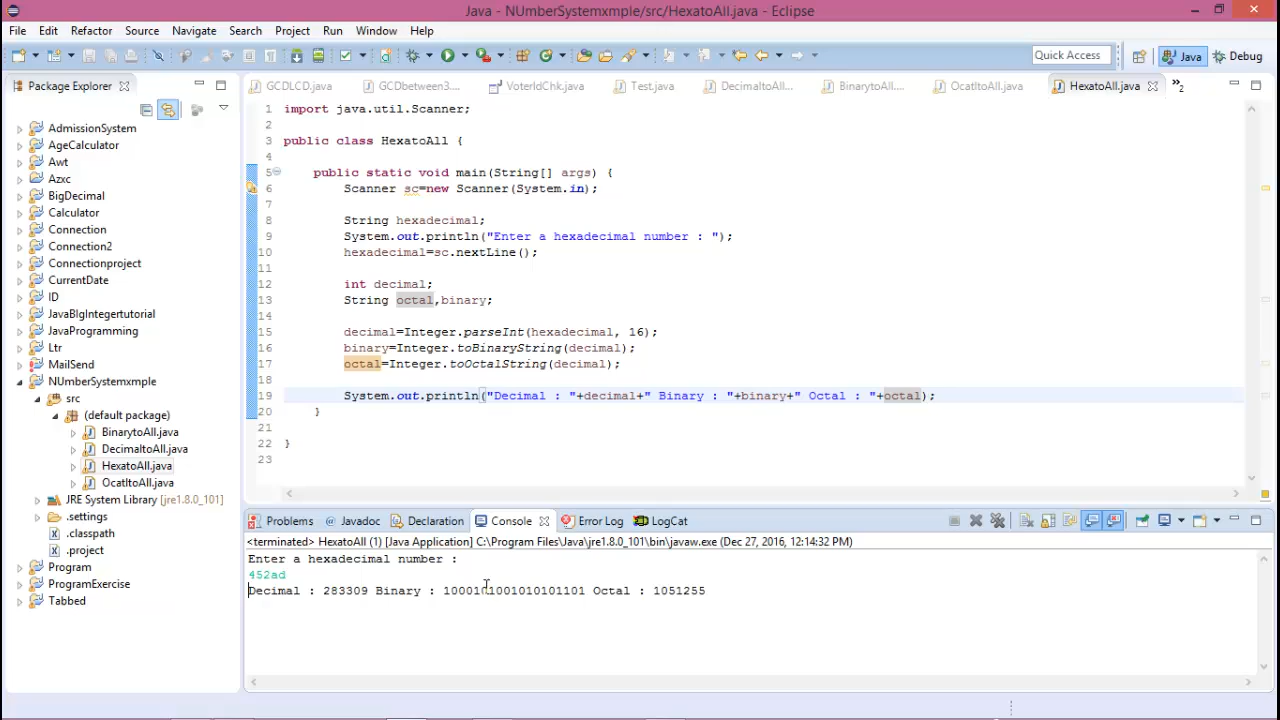 Java - NUmberSystemxmple/src/HexatoAll.java - Eclipse
File Edit Refactor Source Navigate Search Project Run Window Help
Quick Access Java Debug
Package Explorer
GCDLCD.java GCDbetween3.... VoterIdChk.java Test.java DecimaltoAll.... BinarytoAll.... OcatltoAll.java HexatoAll.java »2
AdmissionSystem
AgeCalculator
Awt
Azxc
BigDecimal
Calculator
Connection
Connection2
Connectionproject
CurrentDate
ID
JavaBIgIntegertutorial
JavaProgramming
Ltr
MailSend
NUmberSystemxmple
src
(default package)
BinarytoAll.java
DecimaltoAll.java
HexatoAll.java
OcatltoAll.java
JRE System Library [jre1.8.0_101]
.settings
.classpath
.project
Program
ProgramExercise
Tabbed
1 import java.util.Scanner;
2
3 public class HexatoAll {
4
5 public static void main(String[] args) {
6 Scanner sc=new Scanner(System.in);
7
8 String hexadecimal;
9 System.out.println("Enter a hexadecimal number : ");
10 hexadecimal=sc.nextLine();
11
12 int decimal;
13 String octal,binary;
14
15 decimal=Integer.parseInt(hexadecimal, 16);
16 binary=Integer.toBinaryString(decimal);
17 octal=Integer.toOctalString(decimal);
18
19 System.out.println("Decimal : "+decimal+" Binary : "+binary+" Octal : "+octal);
20 }
21
22 }
23
Problems Javadoc Declaration Console Error Log LogCat
<terminated> HexatoAll (1) [Java Application] C:\Program Files\Java\jre1.8.0_101\bin\javaw.exe (Dec 27, 2016, 12:14:32 PM)
Enter a hexadecimal number :
452ad
Decimal : 283309 Binary : 1000101001010101101 Octal : 1051255